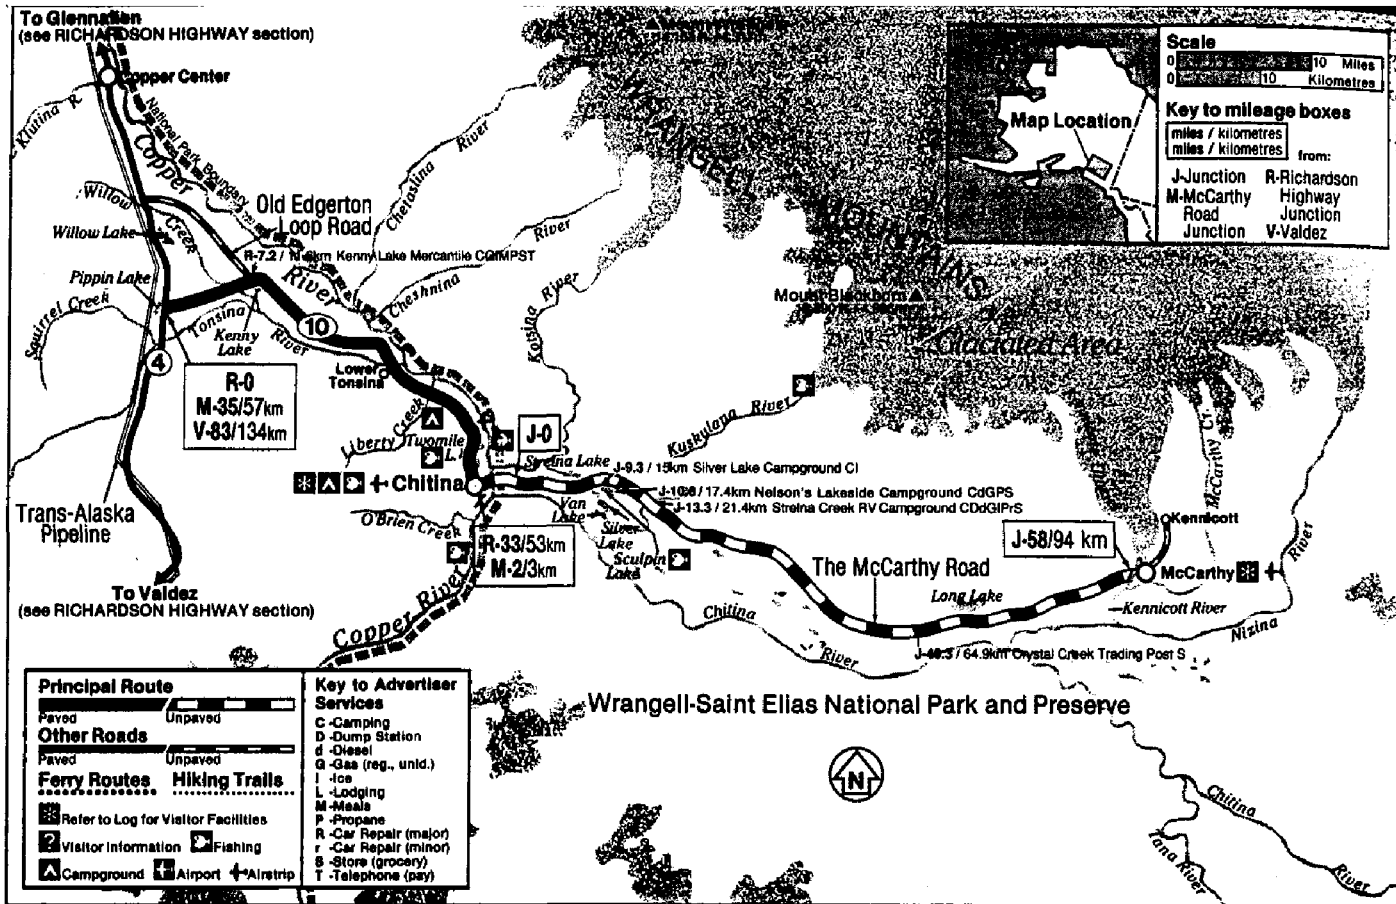 To Glennallen
(see RICHARDSON HIGHWAY section)
Copper Center
Klutina R
National Park Boundary
Copper
Willow
Creek
Willow Lake
Old Edgerton
Loop Road
Chetaslina
River
Cheshnina
River
Kotsina River
WRANGELL
MOUNTAINS
Mount Blackburn
Glaciated Area
Pippin Lake
Squirrel Creek
Tonsina
River
Kenny
Lake
Kenny Lake Mercantile CGIMPST
River
10
4
Lower
Tonsina
R-0
M-35/57km
V-83/134km
Liberty Creek
Twomile
L.
J-0
Kuskulana River
Strelna Lake
J-9.3 / 15km Silver Lake Campground CI
17.4km Nelson's Lakeside Campground CdGPS
J-13.3 / 21.4km Strelna Creek RV Campground CDdGIPrS
Chitina
Van
Lake
Silver
Lake
Sculpin
Lake
O'Brien Creek
R-33/53km
M-2/3km
Trans-Alaska
Pipeline
To Valdez
(see RICHARDSON HIGHWAY section)
Copper River
Chitina
River
The McCarthy Road
Long Lake
J-58/94 km
McCarthy Cr.
Kennicott
McCarthy
Kennicott River
Nizina
River
64.9km Crystal Creek Trading Post S
Wrangell-Saint Elias National Park and Preserve
N
Chitina
River
Tana River
Map Location
Scale
0 10 Miles
0 10 Kilometres
Key to mileage boxes
miles / kilometres
miles / kilometres
from:
J-Junction
M-McCarthy
Road
Junction
R-Richardson
Highway
Junction
V-Valdez
Principal Route
Paved Unpaved
Other Roads
Paved Unpaved
Ferry Routes Hiking Trails
Refer to Log for Visitor Facilities
? Visitor Information Fishing
Campground Airport Airstrip
Key to Advertiser
Services
C -Camping
D -Dump Station
d -Diesel
G -Gas (reg., unld.)
I -Ice
L -Lodging
M -Meals
P -Propane
R -Car Repair (major)
r -Car Repair (minor)
S -Store (grocery)
T -Telephone (pay)